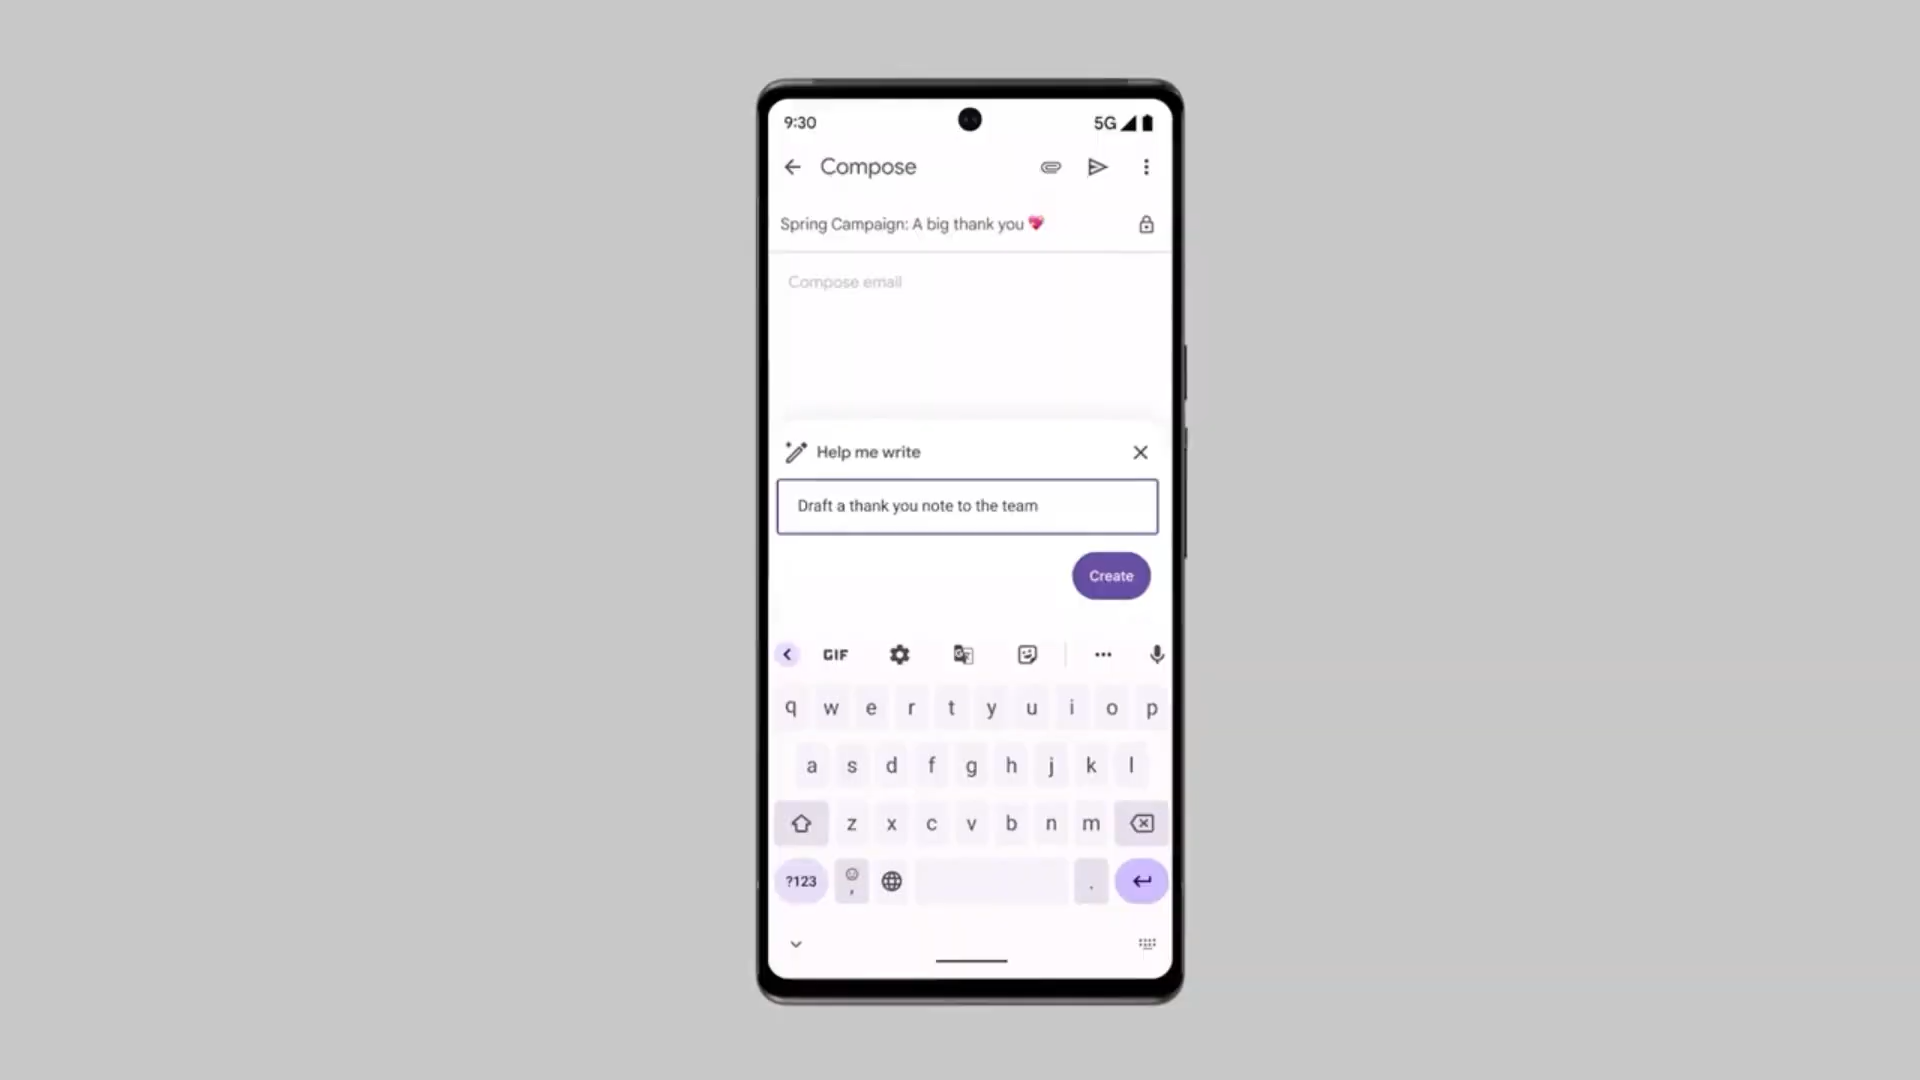 9:30 5G
Compose
Spring Campaign: A big thank you 💖
Compose email
Help me write
Draft a thank you note to the team
Create
GIF
q w e r t y u i o p
a s d f g h j k l
z x c v b n m
?123 , .